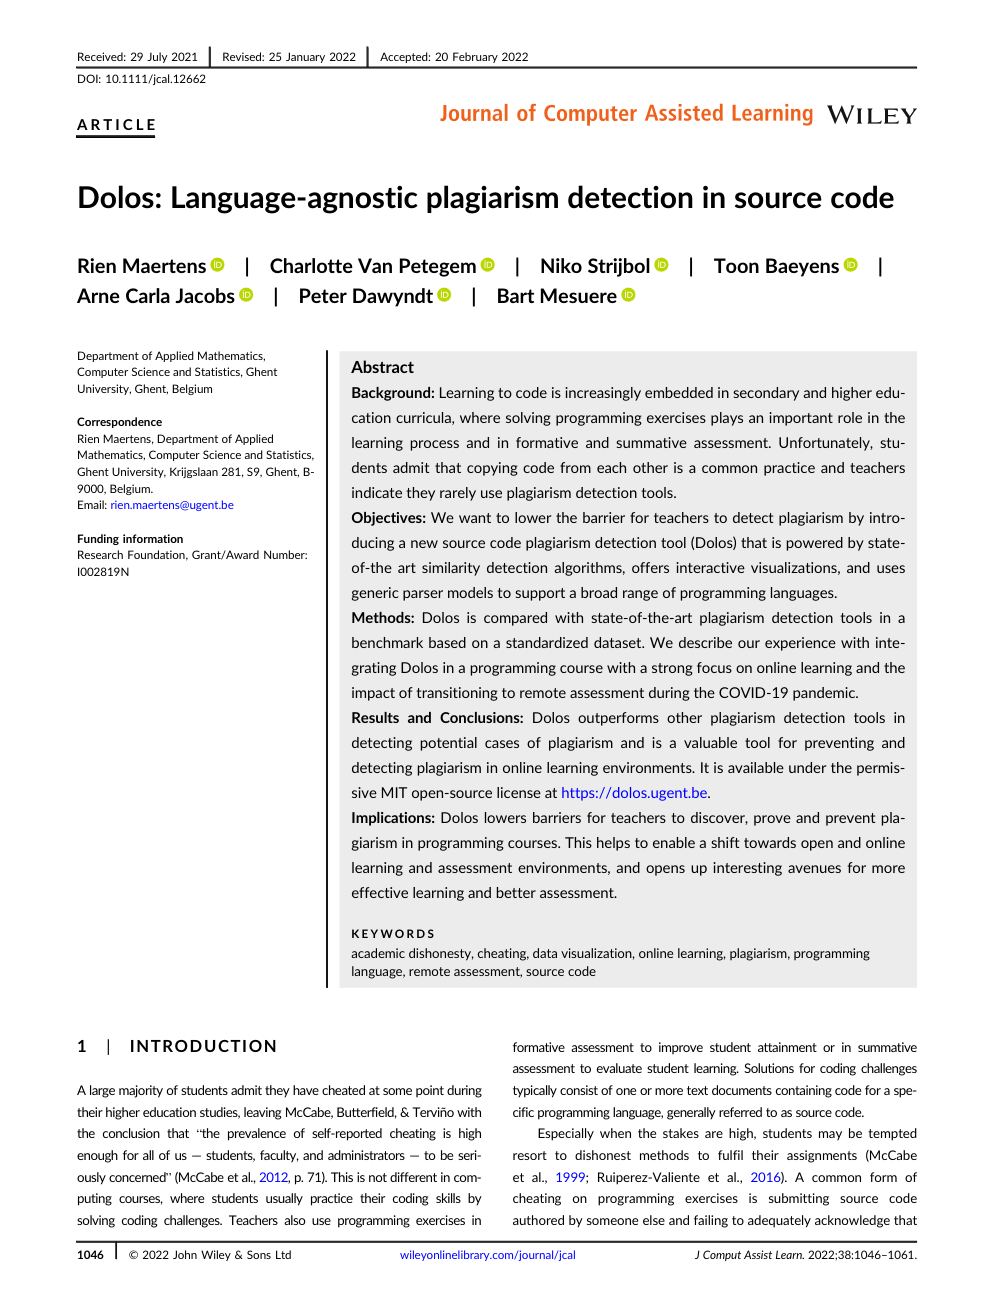 Received: 29 July 2021 | Revised: 25 January 2022 | Accepted: 20 February 2022
DOI: 10.1111/jcal.12662
ARTICLE
Journal of Computer Assisted Learning WILEY
Dolos: Language-agnostic plagiarism detection in source code
Rien Maertens | Charlotte Van Petegem | Niko Strijbol | Toon Baeyens |
Arne Carla Jacobs | Peter Dawyndt | Bart Mesuere
Department of Applied Mathematics,
Computer Science and Statistics, Ghent
University, Ghent, Belgium
Correspondence
Rien Maertens, Department of Applied
Mathematics, Computer Science and Statistics,
Ghent University, Krijgslaan 281, S9, Ghent, B-
9000, Belgium.
Email: rien.maertens@ugent.be
Funding information
Research Foundation, Grant/Award Number:
I002819N
Abstract
Background: Learning to code is increasingly embedded in secondary and higher edu-
cation curricula, where solving programming exercises plays an important role in the
learning process and in formative and summative assessment. Unfortunately, stu-
dents admit that copying code from each other is a common practice and teachers
indicate they rarely use plagiarism detection tools.
Objectives: We want to lower the barrier for teachers to detect plagiarism by intro-
ducing a new source code plagiarism detection tool (Dolos) that is powered by state-
of-the art similarity detection algorithms, offers interactive visualizations, and uses
generic parser models to support a broad range of programming languages.
Methods: Dolos is compared with state-of-the-art plagiarism detection tools in a
benchmark based on a standardized dataset. We describe our experience with inte-
grating Dolos in a programming course with a strong focus on online learning and the
impact of transitioning to remote assessment during the COVID-19 pandemic.
Results and Conclusions: Dolos outperforms other plagiarism detection tools in
detecting potential cases of plagiarism and is a valuable tool for preventing and
detecting plagiarism in online learning environments. It is available under the permis-
sive MIT open-source license at https://dolos.ugent.be.
Implications: Dolos lowers barriers for teachers to discover, prove and prevent pla-
giarism in programming courses. This helps to enable a shift towards open and online
learning and assessment environments, and opens up interesting avenues for more
effective learning and better assessment.
KEYWORDS
academic dishonesty, cheating, data visualization, online learning, plagiarism, programming
language, remote assessment, source code
1 | INTRODUCTION
A large majority of students admit they have cheated at some point during
their higher education studies, leaving McCabe, Butterfield, & Terviño with
the conclusion that “the prevalence of self-reported cheating is high
enough for all of us — students, faculty, and administrators — to be seri-
ously concerned” (McCabe et al., 2012, p. 71). This is not different in com-
puting courses, where students usually practice their coding skills by
solving coding challenges. Teachers also use programming exercises in
formative assessment to improve student attainment or in summative
assessment to evaluate student learning. Solutions for coding challenges
typically consist of one or more text documents containing code for a spe-
cific programming language, generally referred to as source code.
Especially when the stakes are high, students may be tempted
resort to dishonest methods to fulfil their assignments (McCabe
et al., 1999; Ruiperez-Valiente et al., 2016). A common form of
cheating on programming exercises is submitting source code
authored by someone else and failing to adequately acknowledge that
1046 | © 2022 John Wiley & Sons Ltd
wileyonlinelibrary.com/journal/jcal
J Comput Assist Learn. 2022;38:1046–1061.